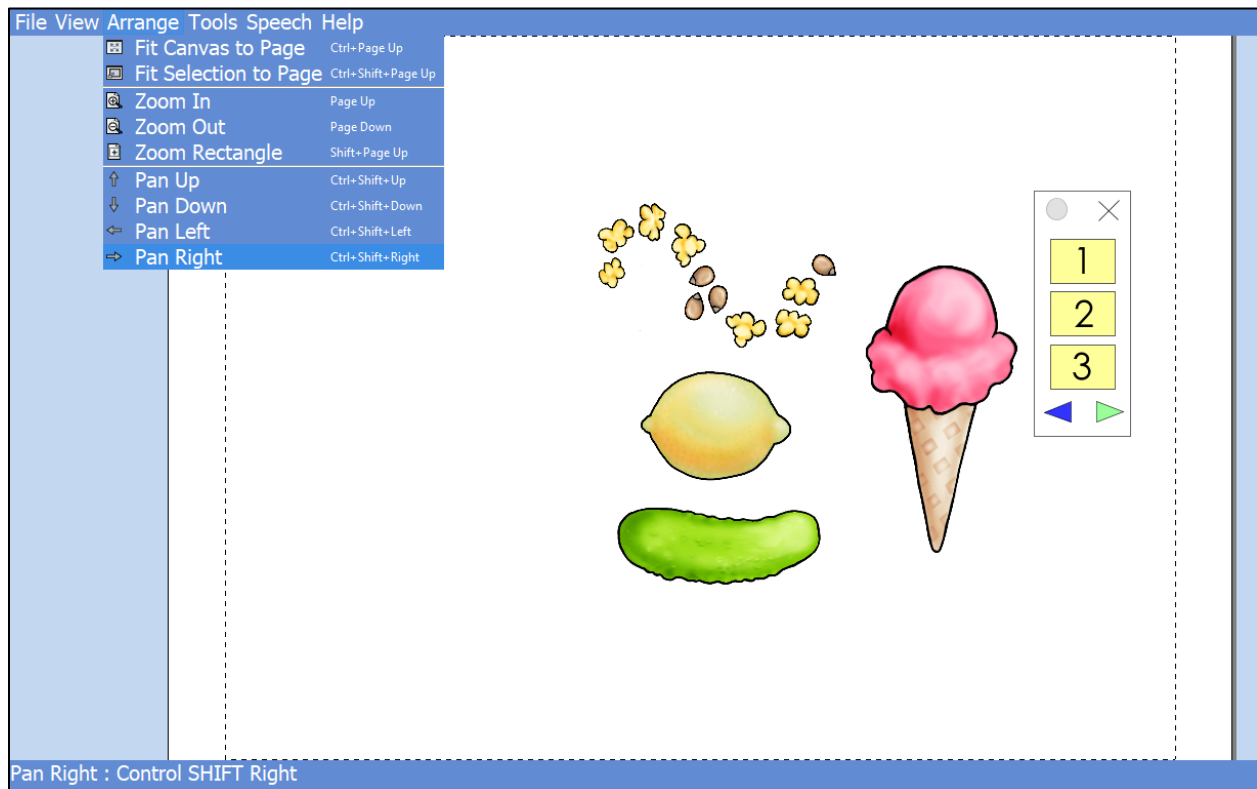 File View Arrange Tools Speech Help
Fit Canvas to Page Ctrl+Page Up
Fit Selection to Page Ctrl+Shift+Page Up
Zoom In Page Up
Zoom Out Page Down
Zoom Rectangle Shift+Page Up
Pan Up Ctrl+Shift+Up
Pan Down Ctrl+Shift+Down
Pan Left Ctrl+Shift+Left
Pan Right Ctrl+Shift+Right
1
2
3
Pan Right : Control SHIFT Right